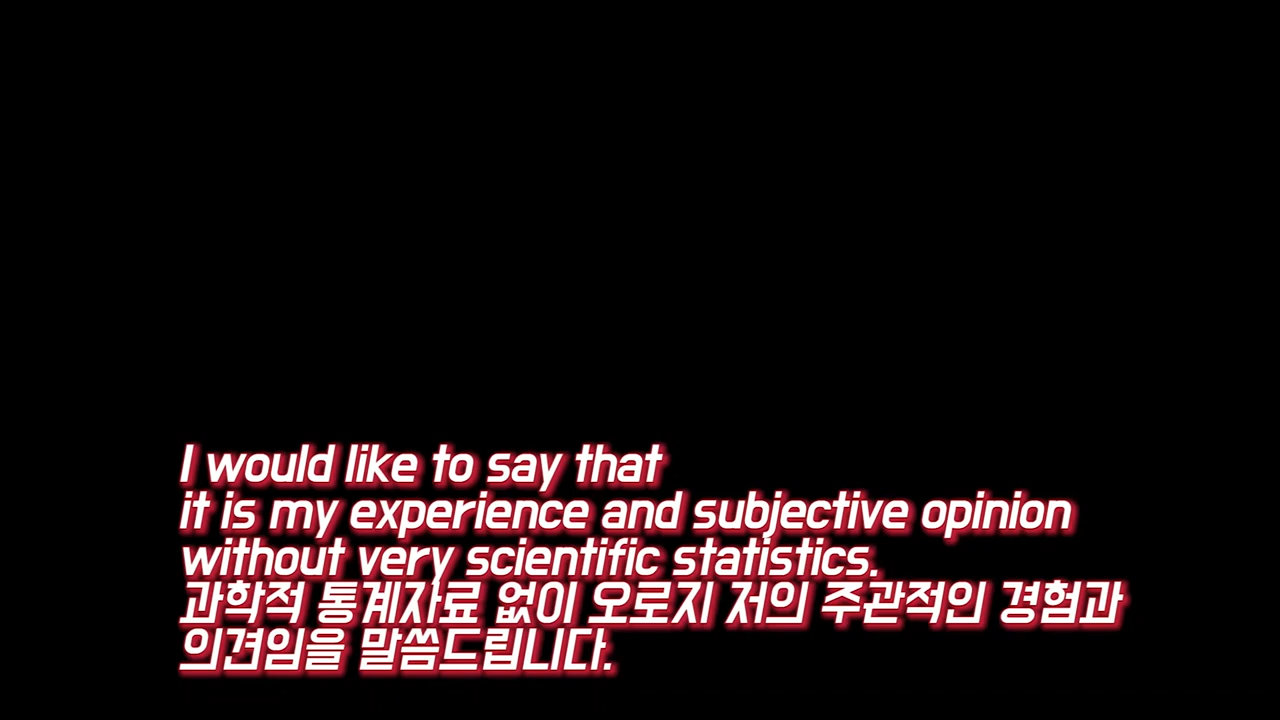 I would like to say that
it is my experience and subjective opinion
without very scientific statistics.
과학적 통계자료 없이 오로지 저의 주관적인 경험과
의견임을 말씀드립니다.